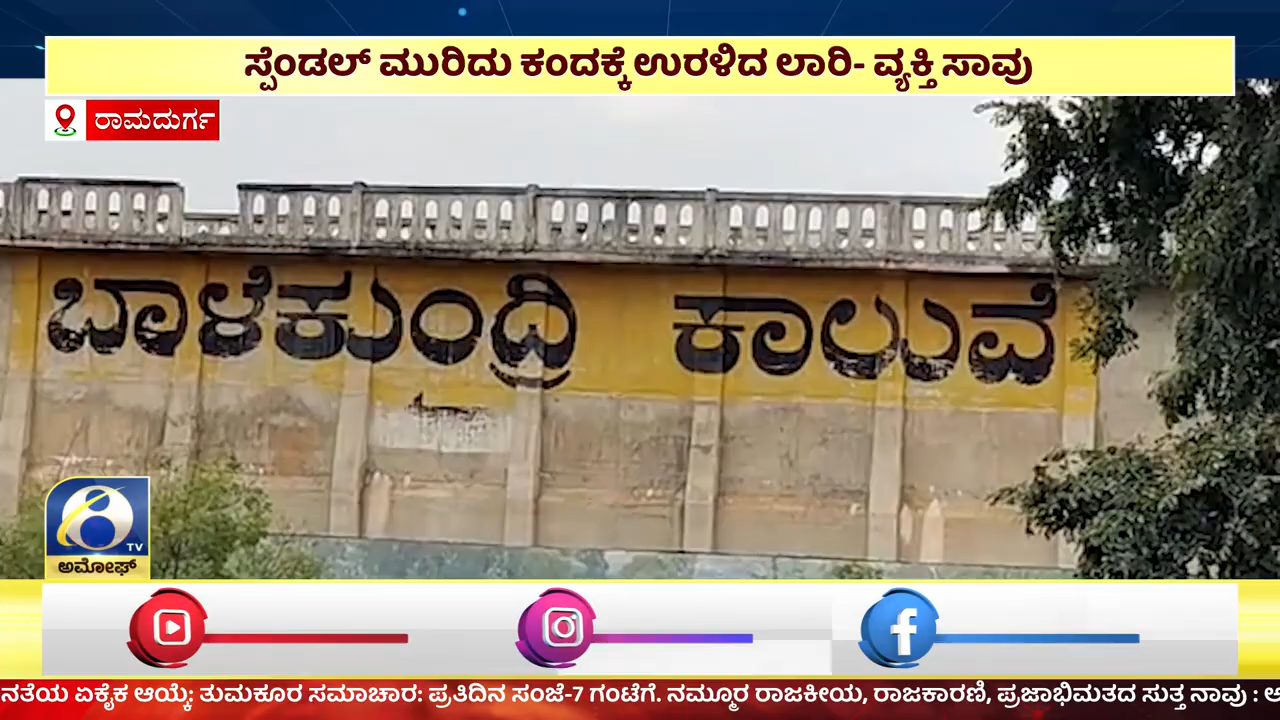 ಸ್ಪೆಂಡಲ್ ಮುರಿದು ಕಂದಕ್ಕೆ ಉರಳಿದ ಲಾರಿ- ವ್ಯಕ್ತಿ ಸಾವು
ರಾಮದುರ್ಗ
ಬಾಳೆಕುಂದ್ರಿ ಕಾಲುವೆ
TV
ಅಮೋಘ್
ನತೆಯ ಏಕೈಕ ಆಯ್ಕೆ; ತುಮಕೂರ ಸಮಾಚಾರ: ಪ್ರತಿದಿನ ಸಂಜೆ-7 ಗಂಟೆಗೆ. ನಮ್ಮೂರ ರಾಜಕೀಯ, ರಾಜಕಾರಣಿ, ಪ್ರಜಾಭಿಮತದ ಸುತ್ತ ನಾವು :